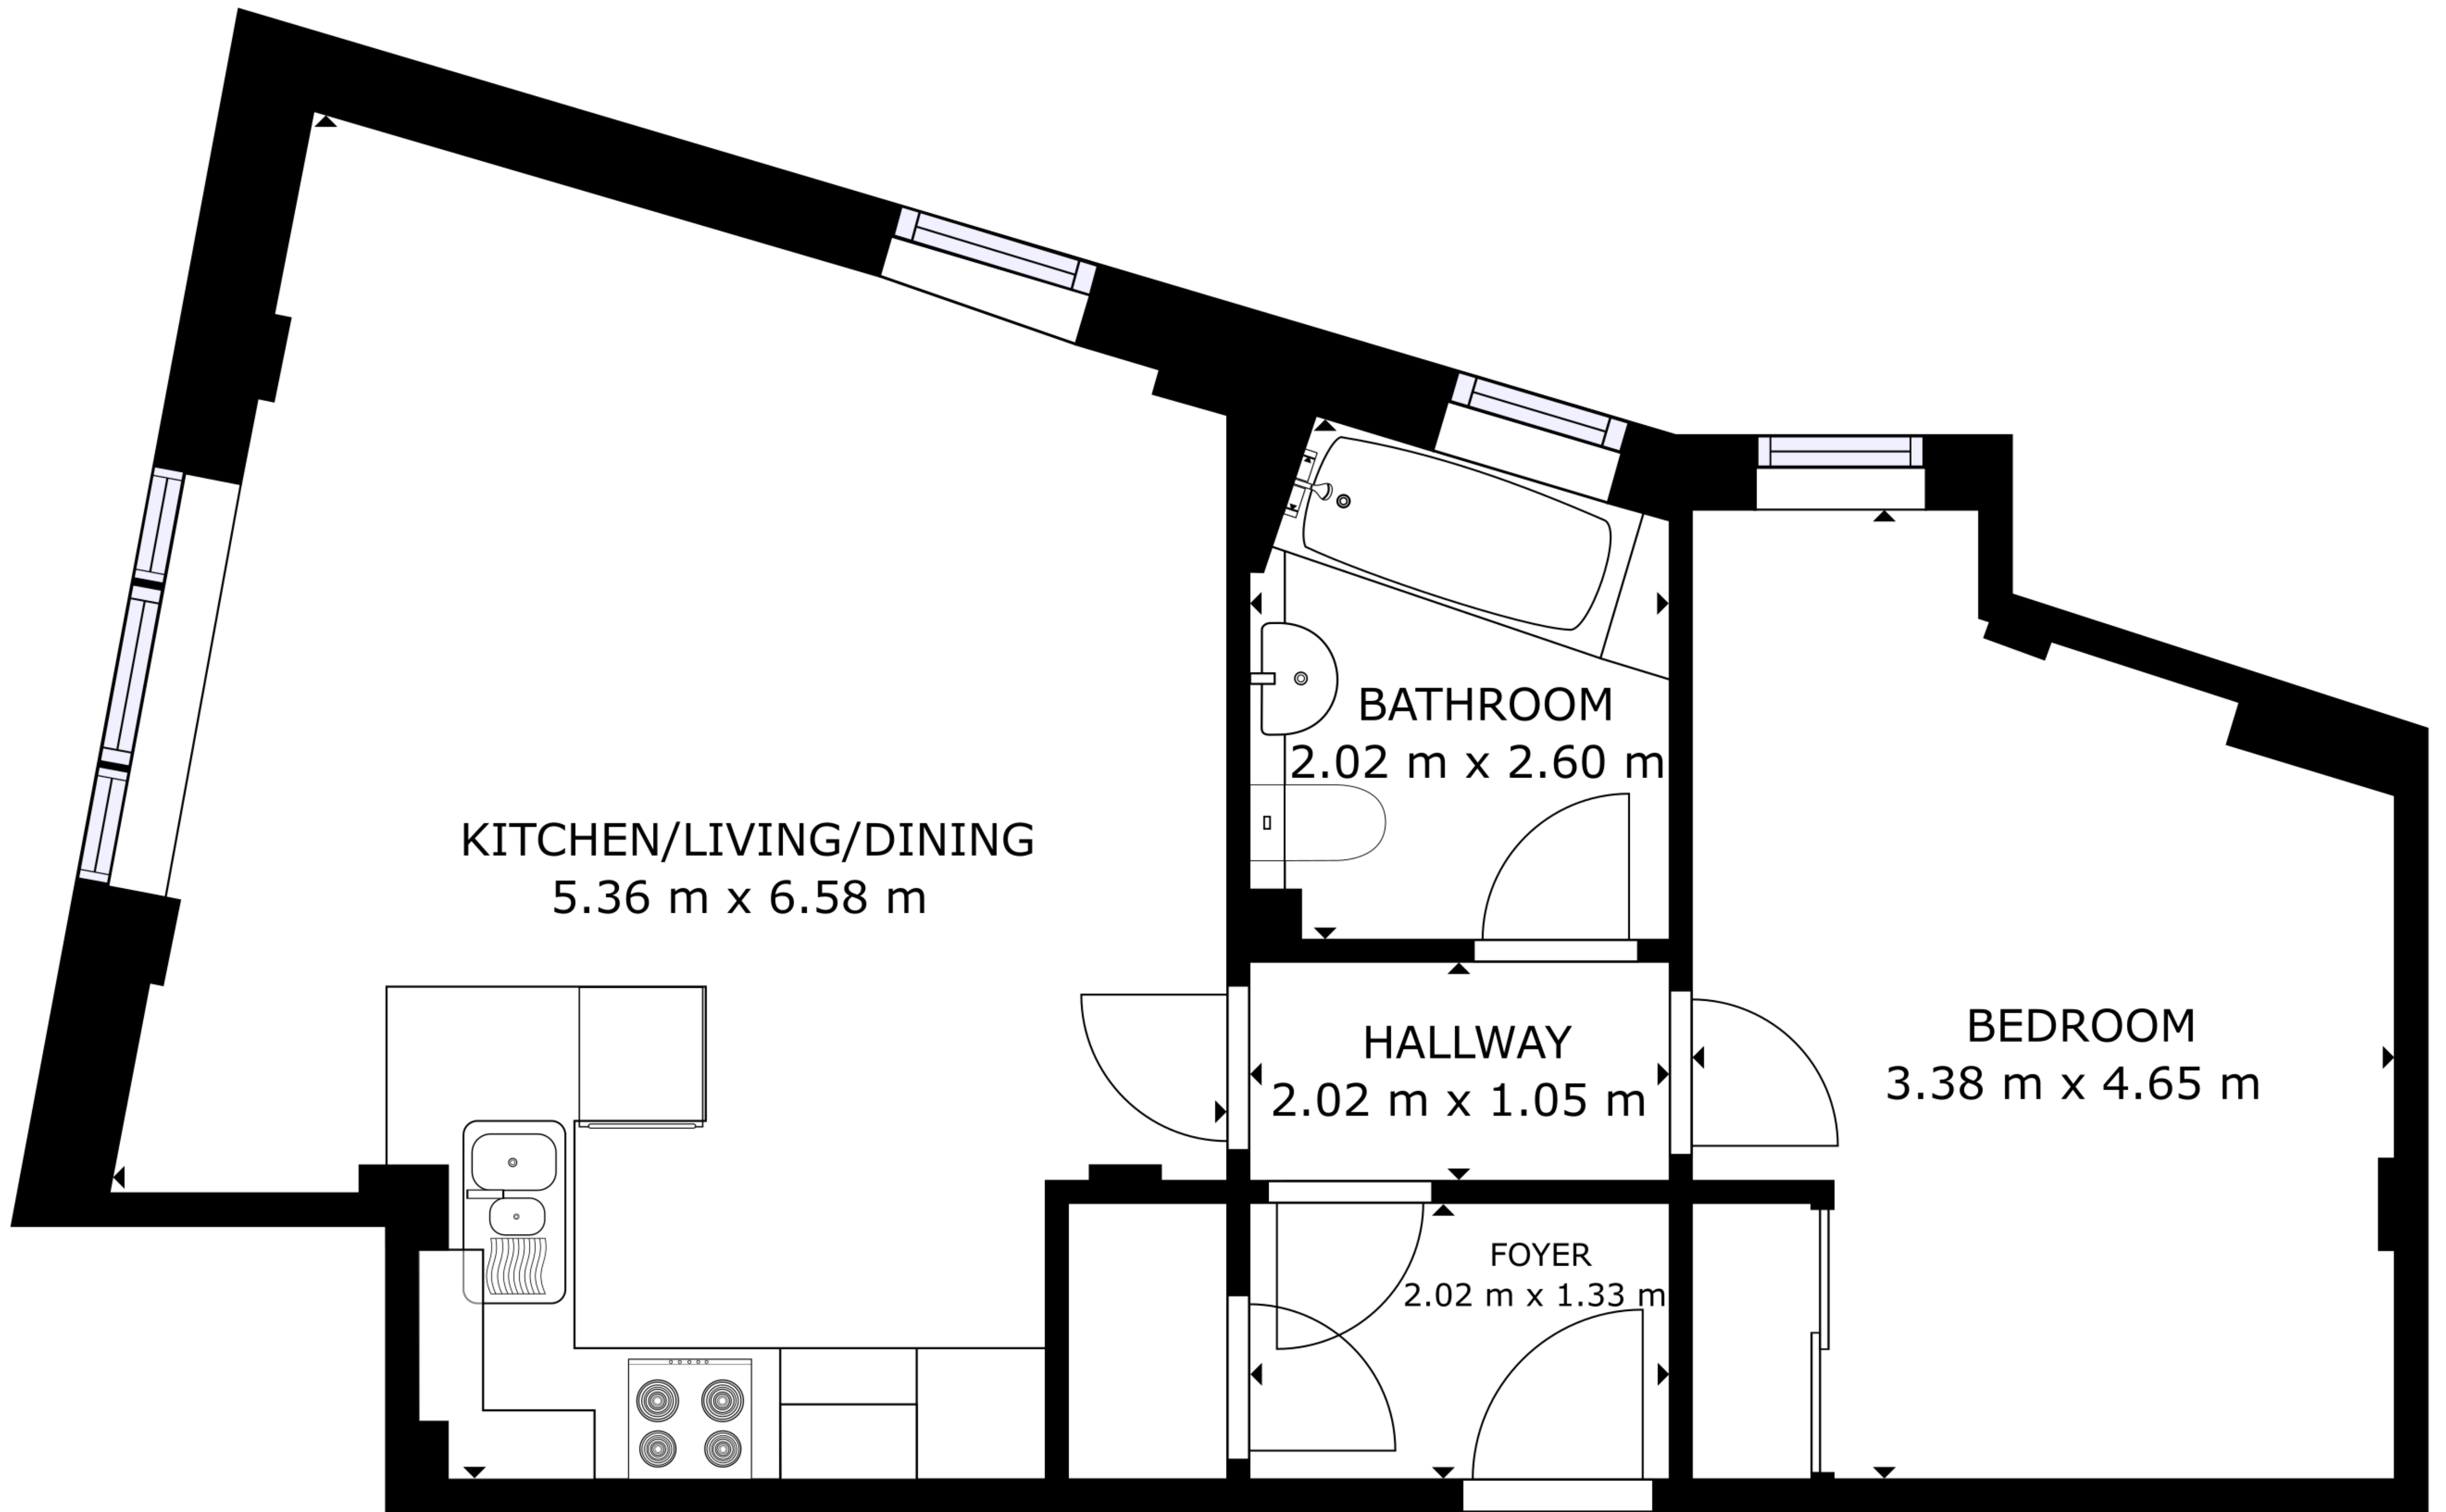 BATHROOM
2.02 m x 2.60 m
KITCHEN/LIVING/DINING
5.36 m x 6.58 m
HALLWAY
2.02 m x 1.05 m
BEDROOM
3.38 m x 4.65 m
FOYER
2.02 m x 1.33 m